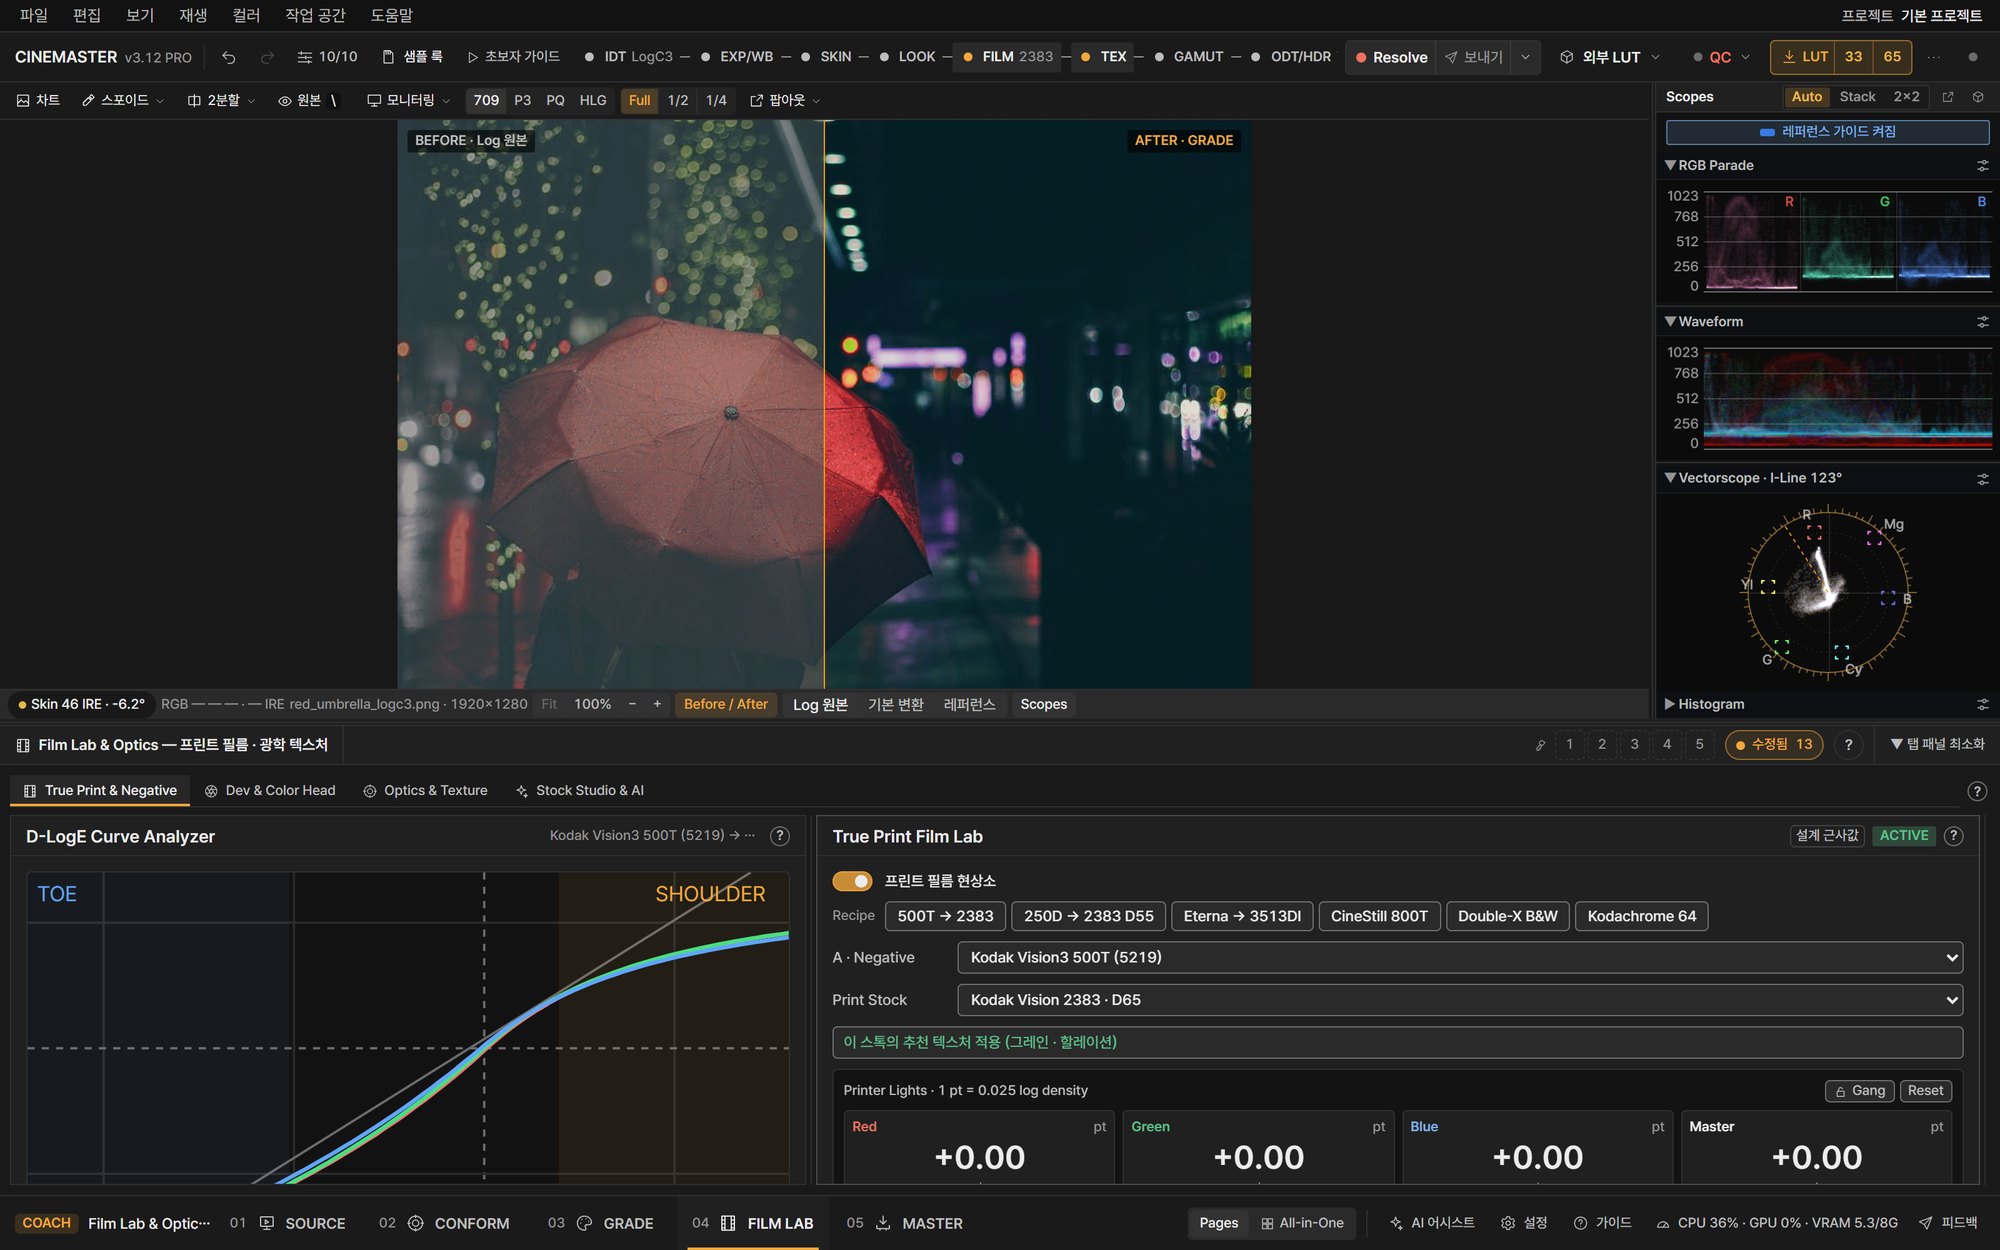 파일 편집 보기 재생 컬러 작업 공간 도움말 프로젝트 기본 프로젝트
CINEMASTER v3.12 PRO 10/10 샘플 룩 초보자 가이드 IDT LogC3 EXP/WB SKIN LOOK FILM 2383 TEX GAMUT ODT/HDR Resolve 보내기 외부 LUT QC LUT 33 65 ···
차트 스포이드 2분할 원본 \ 모니터링 709 P3 PQ HLG Full 1/2 1/4 팝아웃
Scopes Auto Stack 2×2
레퍼런스 가이드 켜짐
BEFORE · Log 원본 AFTER · GRADE
RGB Parade
1023
768
512
256
0
R G B
Waveform
1023
768
512
256
0
Vectorscope · I-Line 123°
R Mg Yl B G Cy
Histogram
Skin 46 IRE · -6.2° RGB — — — · — IRE red_umbrella_logc3.png · 1920×1280 Fit 100% − + Before / After Log 원본 기본 변환 레퍼런스 Scopes
Film Lab & Optics — 프린트 필름 · 광학 텍스처 1 2 3 4 5 수정됨 13 ? ▼ 탭 패널 최소화
True Print & Negative Dev & Color Head Optics & Texture Stock Studio & AI ?
D-LogE Curve Analyzer Kodak Vision3 500T (5219) → ··· ?
TOE SHOULDER
True Print Film Lab 설계 근사값 ACTIVE ?
프린트 필름 현상소
Recipe 500T → 2383 250D → 2383 D55 Eterna → 3513DI CineStill 800T Double-X B&W Kodachrome 64
A · Negative Kodak Vision3 500T (5219)
Print Stock Kodak Vision 2383 · D65
이 스톡의 추천 텍스처 적용 (그레인 · 할레이션)
Printer Lights · 1 pt = 0.025 log density Gang Reset
Red pt Green pt Blue pt Master pt
+0.00 +0.00 +0.00 +0.00
COACH Film Lab & Optic··· 01 SOURCE 02 CONFORM 03 GRADE 04 FILM LAB 05 MASTER Pages All-in-One AI 어시스트 설정 가이드 CPU 36% · GPU 0% · VRAM 5.3/8G 피드백